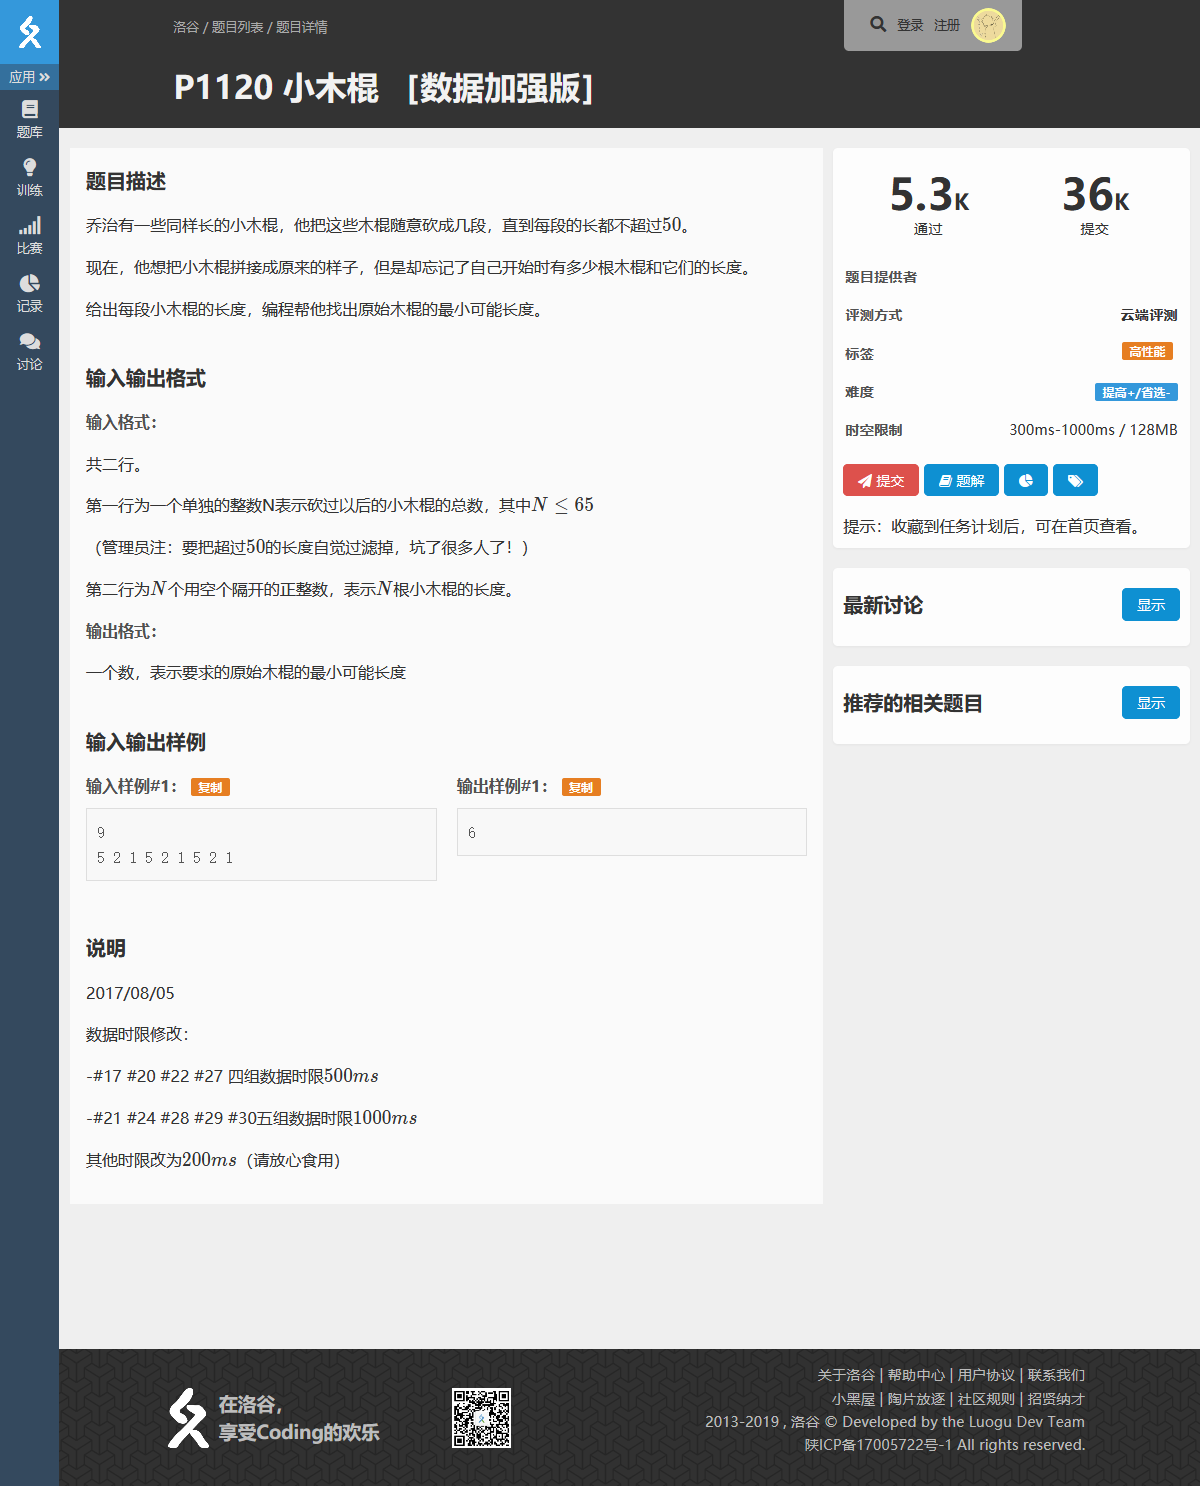 洛谷 / 题目列表 / 题目详情
登录 注册
P1120 小木棍 [数据加强版]
应用
题库
训练
比赛
记录
讨论
题目描述
乔治有一些同样长的小木棍，他把这些木棍随意砍成几段，直到每段的长都不超过50。
现在，他想把小木棍拼接成原来的样子，但是却忘记了自己开始时有多少根木棍和它们的长度。
给出每段小木棍的长度，编程帮他找出原始木棍的最小可能长度。
输入输出格式
输入格式：
共二行。
第一行为一个单独的整数N表示砍过以后的小木棍的总数，其中N ≤ 65
（管理员注：要把超过50的长度自觉过滤掉，坑了很多人了！）
第二行为N个用空个隔开的正整数，表示N根小木棍的长度。
输出格式：
一个数，表示要求的原始木棍的最小可能长度
输入输出样例
输入样例#1： 复制
9
5 2 1 5 2 1 5 2 1
输出样例#1： 复制
6
说明
2017/08/05
数据时限修改：
-#17 #20 #22 #27 四组数据时限500ms
-#21 #24 #28 #29 #30五组数据时限1000ms
其他时限改为200ms（请放心食用）
5.3K
通过
36K
提交
题目提供者
评测方式 云端评测
标签 高性能
难度 提高+/省选-
时空限制 300ms-1000ms / 128MB
提交 题解
提示：收藏到任务计划后，可在首页查看。
最新讨论 显示
推荐的相关题目 显示
在洛谷，
享受Coding的欢乐
关于洛谷 | 帮助中心 | 用户协议 | 联系我们
小黑屋 | 陶片放逐 | 社区规则 | 招贤纳才
2013-2019 , 洛谷 © Developed by the Luogu Dev Team
陕ICP备17005722号-1 All rights reserved.